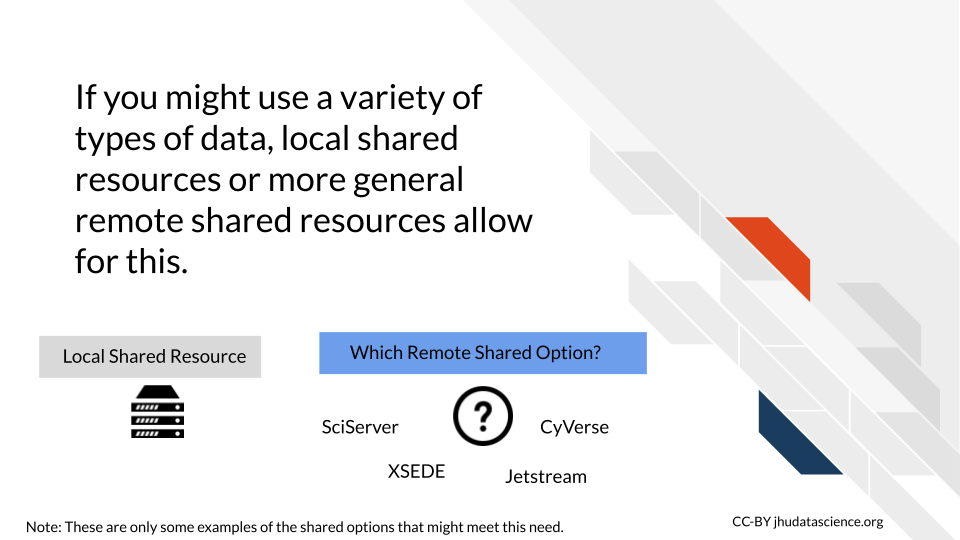 If you might use a variety of
types of data, local shared
resources or more general
remote shared resources allow
for this.
Local Shared Resource
Which Remote Shared Option?
?
SciServer
CyVerse
XSEDE
Jetstream
Note: These are only some examples of the shared options that might meet this need.
CC-BY jhudatascience.org